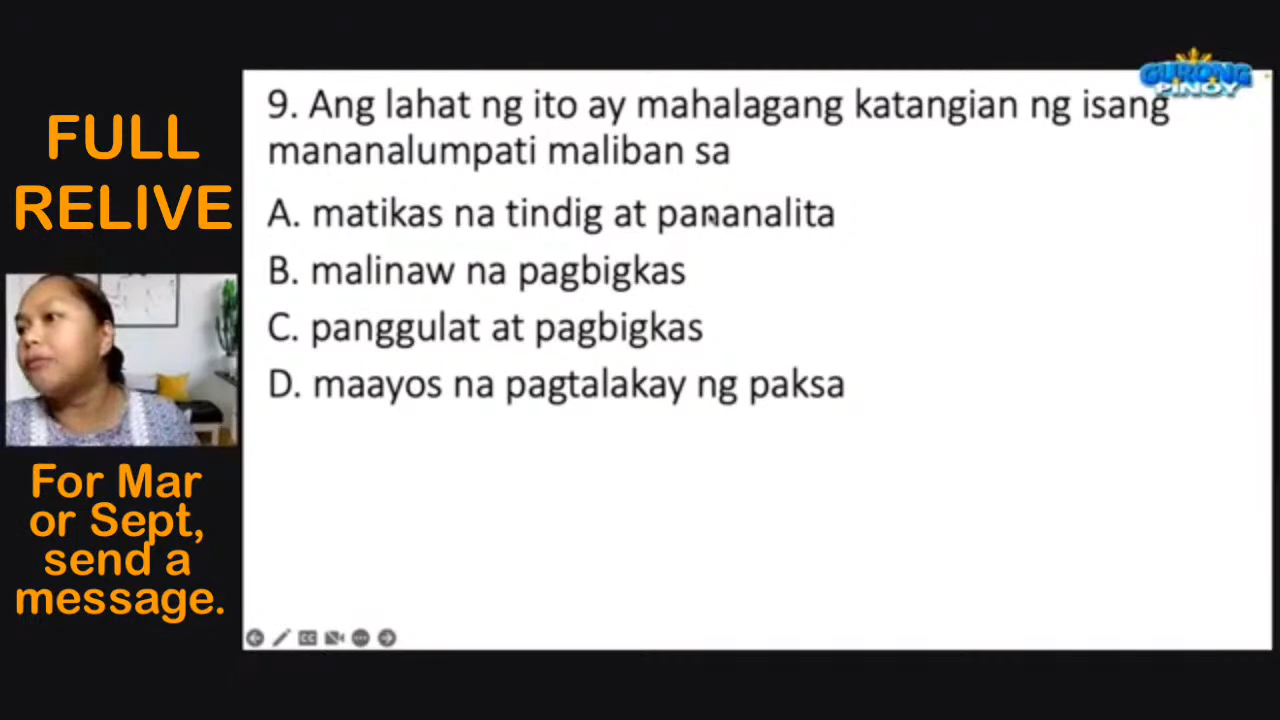 FULL
RELIVE
For Mar
or Sept,
send a
message.
GURONG
PINOY
9. Ang lahat ng ito ay mahalagang katangian ng isang
mananalumpati maliban sa
A. matikas na tindig at pananalita
B. malinaw na pagbigkas
C. panggulat at pagbigkas
D. maayos na pagtalakay ng paksa
CC